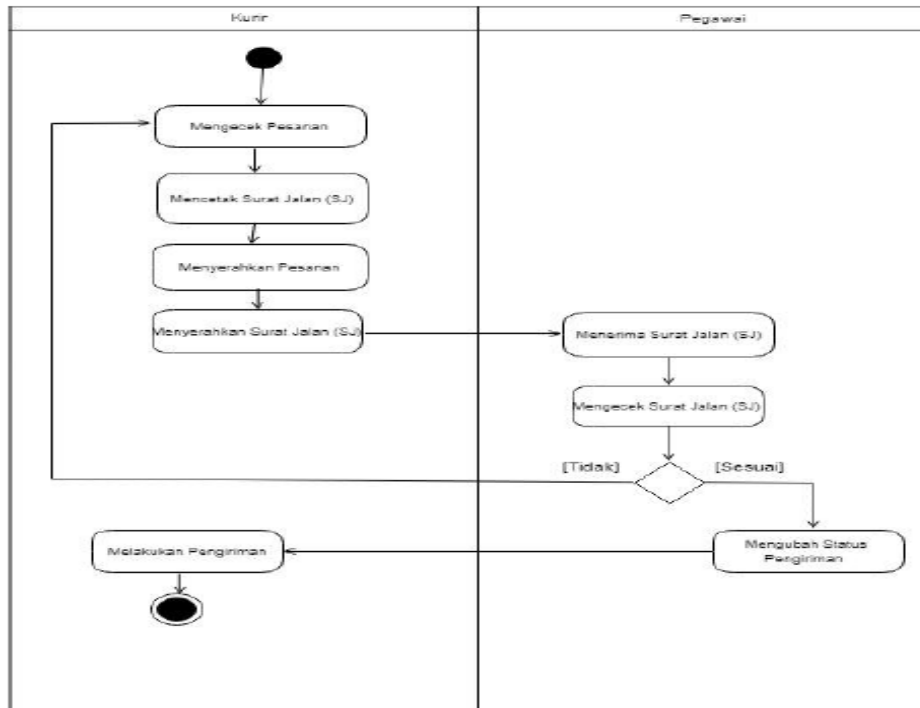 Kurir
Pegawai
Mengecek Pesanan
Mencetak Surat Jalan (SJ)
Menyerahkan Pesanan
Menyerahkan Surat Jalan (SJ)
Menerima Surat Jalan (SJ)
Mengecek Surat Jalan (SJ)
[Tidak]
[Sesuai]
Melakukan Pengiriman
Mengubah Status
Pengiriman